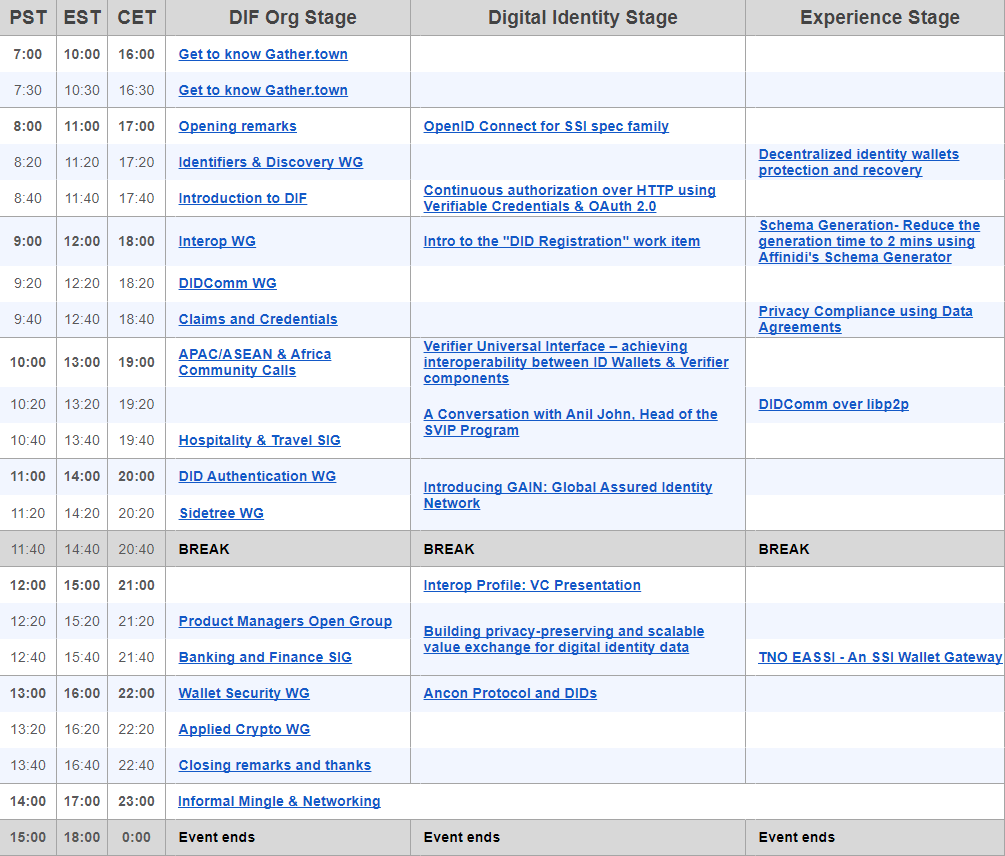 PST EST CET DIF Org Stage Digital Identity Stage Experience Stage
7:00 10:00 16:00 Get to know Gather.town
7:30 10:30 16:30 Get to know Gather.town
8:00 11:00 17:00 Opening remarks OpenID Connect for SSI spec family
8:20 11:20 17:20 Identifiers & Discovery WG Decentralized identity wallets
protection and recovery
8:40 11:40 17:40 Introduction to DIF Continuous authorization over HTTP using
Verifiable Credentials & OAuth 2.0
9:00 12:00 18:00 Interop WG Intro to the "DID Registration" work item Schema Generation- Reduce the
generation time to 2 mins using
Affinidi's Schema Generator
9:20 12:20 18:20 DIDComm WG
9:40 12:40 18:40 Claims and Credentials Privacy Compliance using Data
Agreements
10:00 13:00 19:00 APAC/ASEAN & Africa
Community Calls
Verifier Universal Interface – achieving
interoperability between ID Wallets & Verifier
components
10:20 13:20 19:20 DIDComm over libp2p
A Conversation with Anil John, Head of the
SVIP Program
10:40 13:40 19:40 Hospitality & Travel SIG
11:00 14:00 20:00 DID Authentication WG
Introducing GAIN: Global Assured Identity
Network
11:20 14:20 20:20 Sidetree WG
11:40 14:40 20:40 BREAK BREAK BREAK
12:00 15:00 21:00 Interop Profile: VC Presentation
12:20 15:20 21:20 Product Managers Open Group
Building privacy-preserving and scalable
value exchange for digital identity data
12:40 15:40 21:40 Banking and Finance SIG TNO EASSI - An SSI Wallet Gateway
13:00 16:00 22:00 Wallet Security WG Ancon Protocol and DIDs
13:20 16:20 22:20 Applied Crypto WG
13:40 16:40 22:40 Closing remarks and thanks
14:00 17:00 23:00 Informal Mingle & Networking
15:00 18:00 0:00 Event ends Event ends Event ends